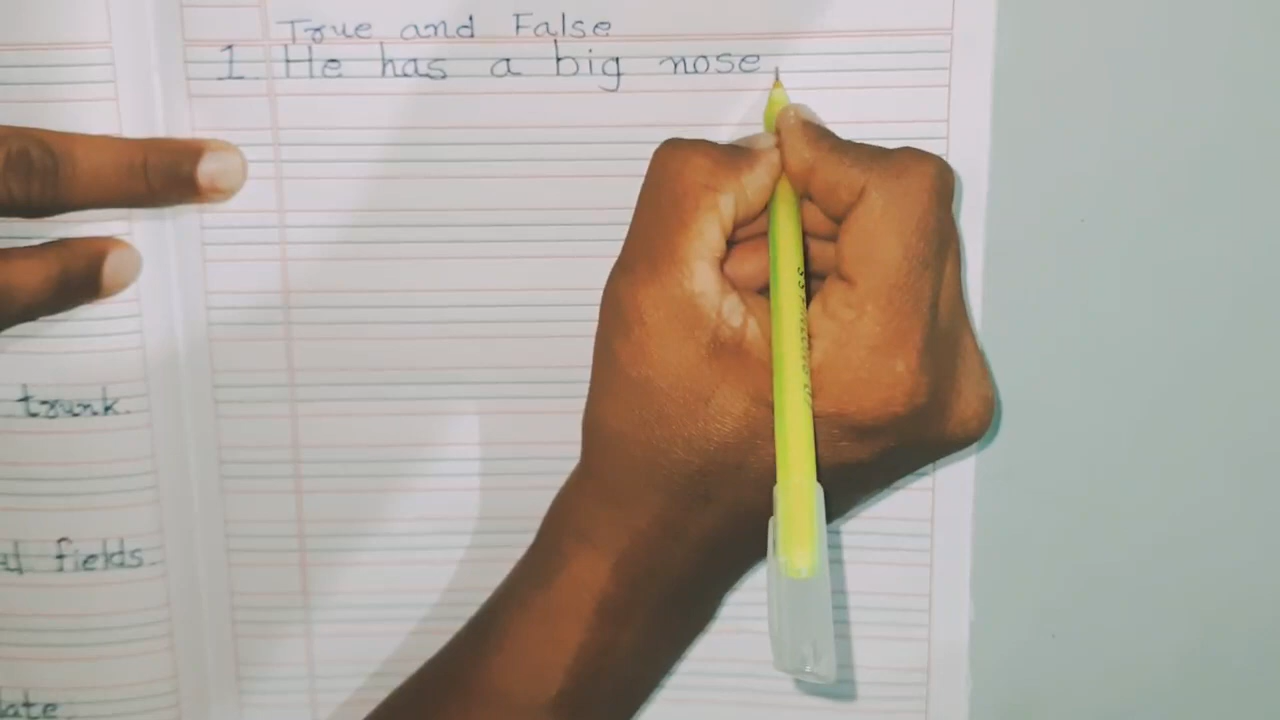 True and False
1 He has a big nose.
trunk.
fields.